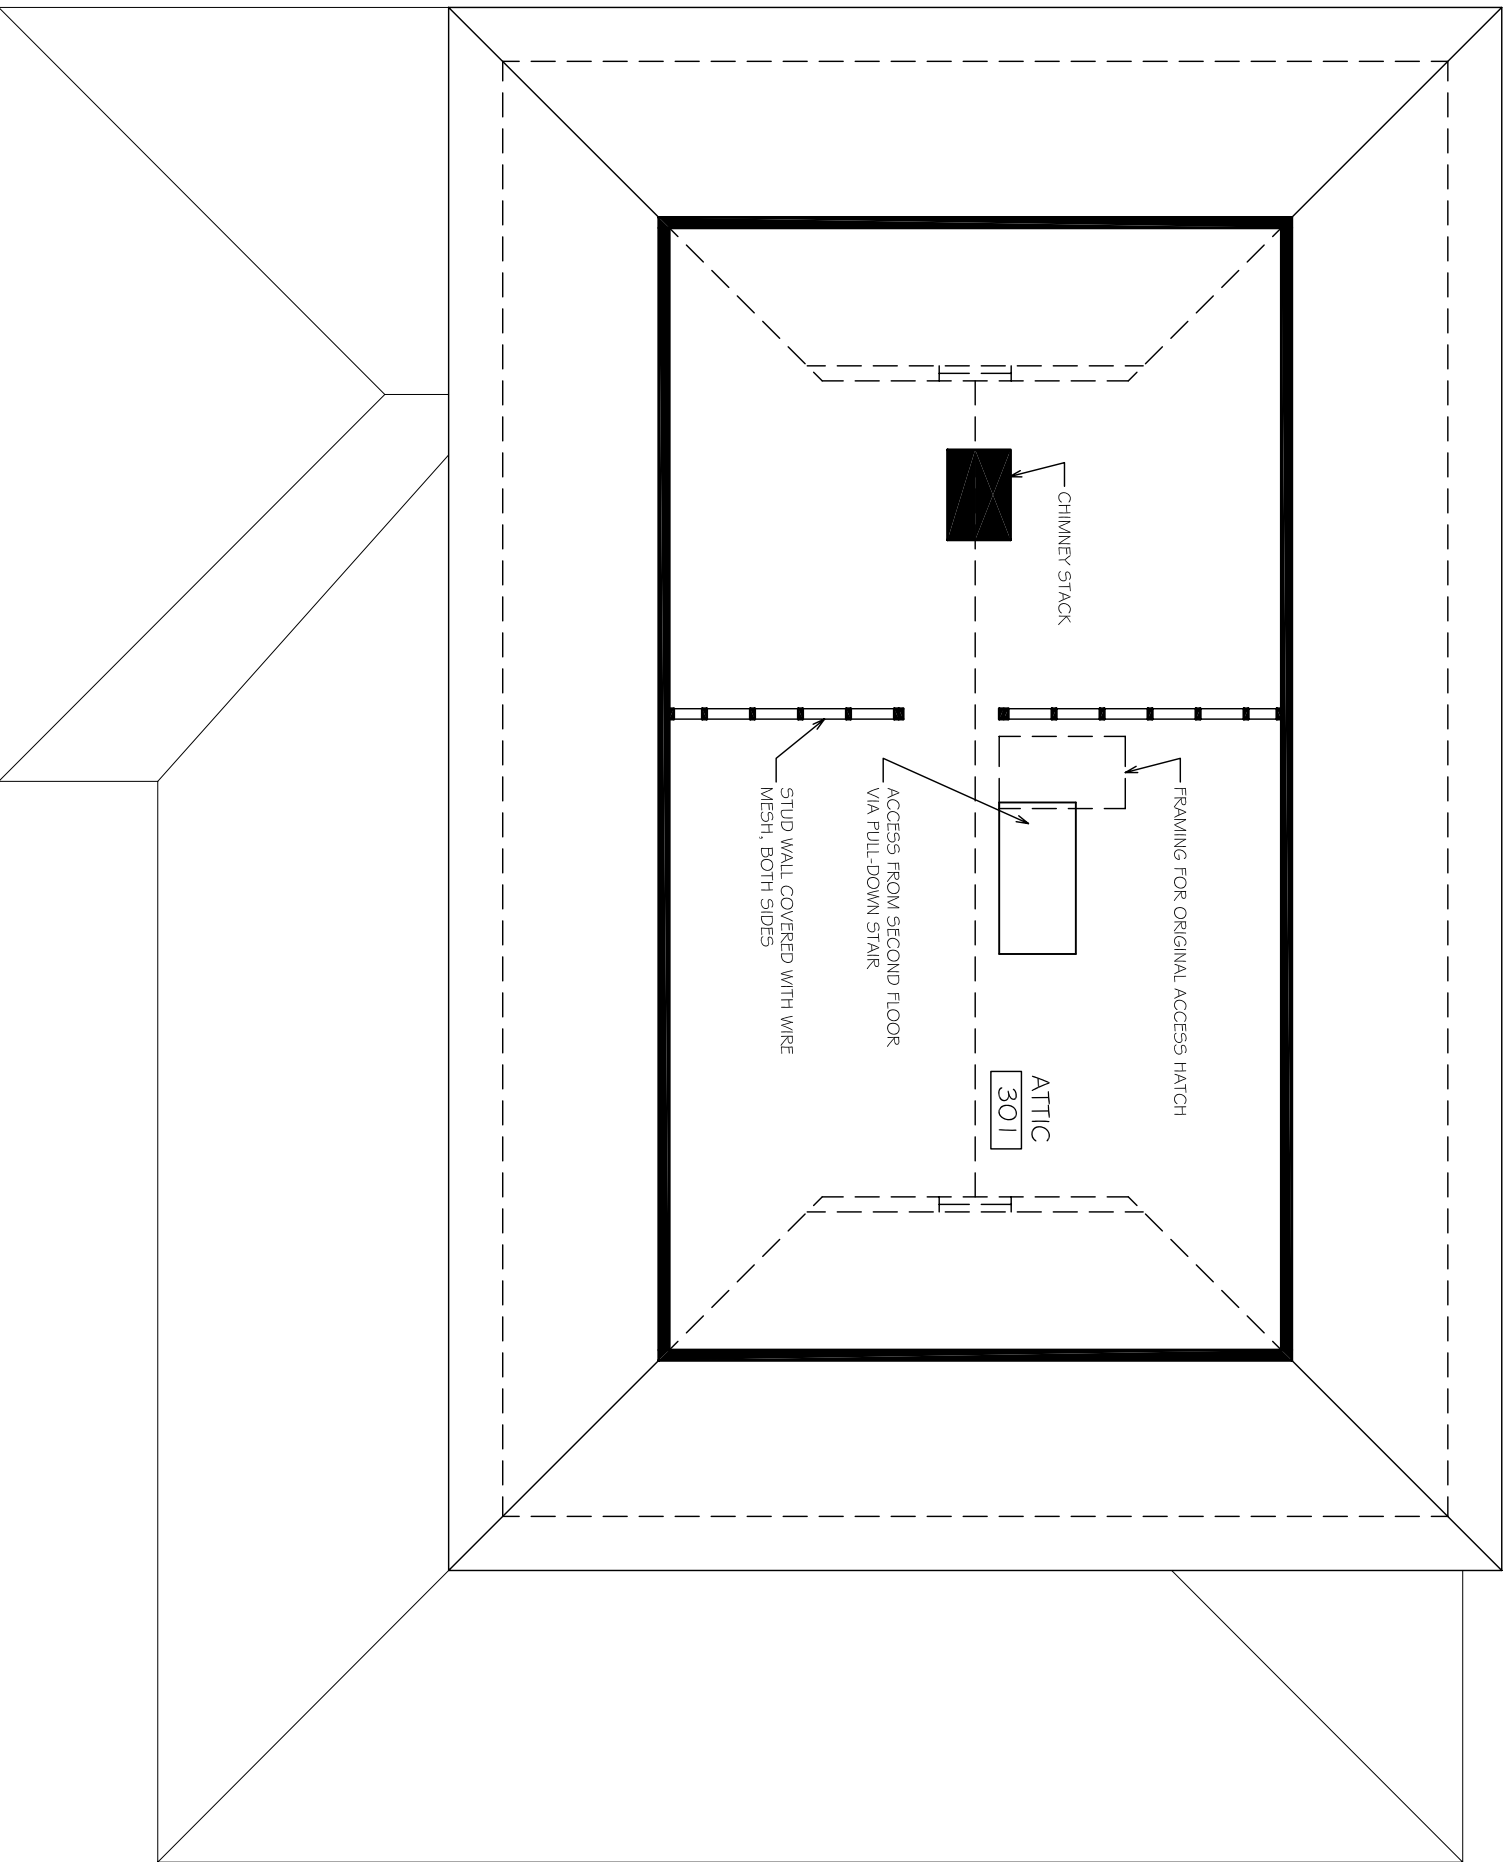 FRAMING FOR ORIGINAL ACCESS HATCH
CHIMNEY STACK
ATTIC
301
ACCESS FROM SECOND FLOOR
VIA PULL-DOWN STAIR
STUD WALL COVERED WITH WIRE
MESH, BOTH SIDES